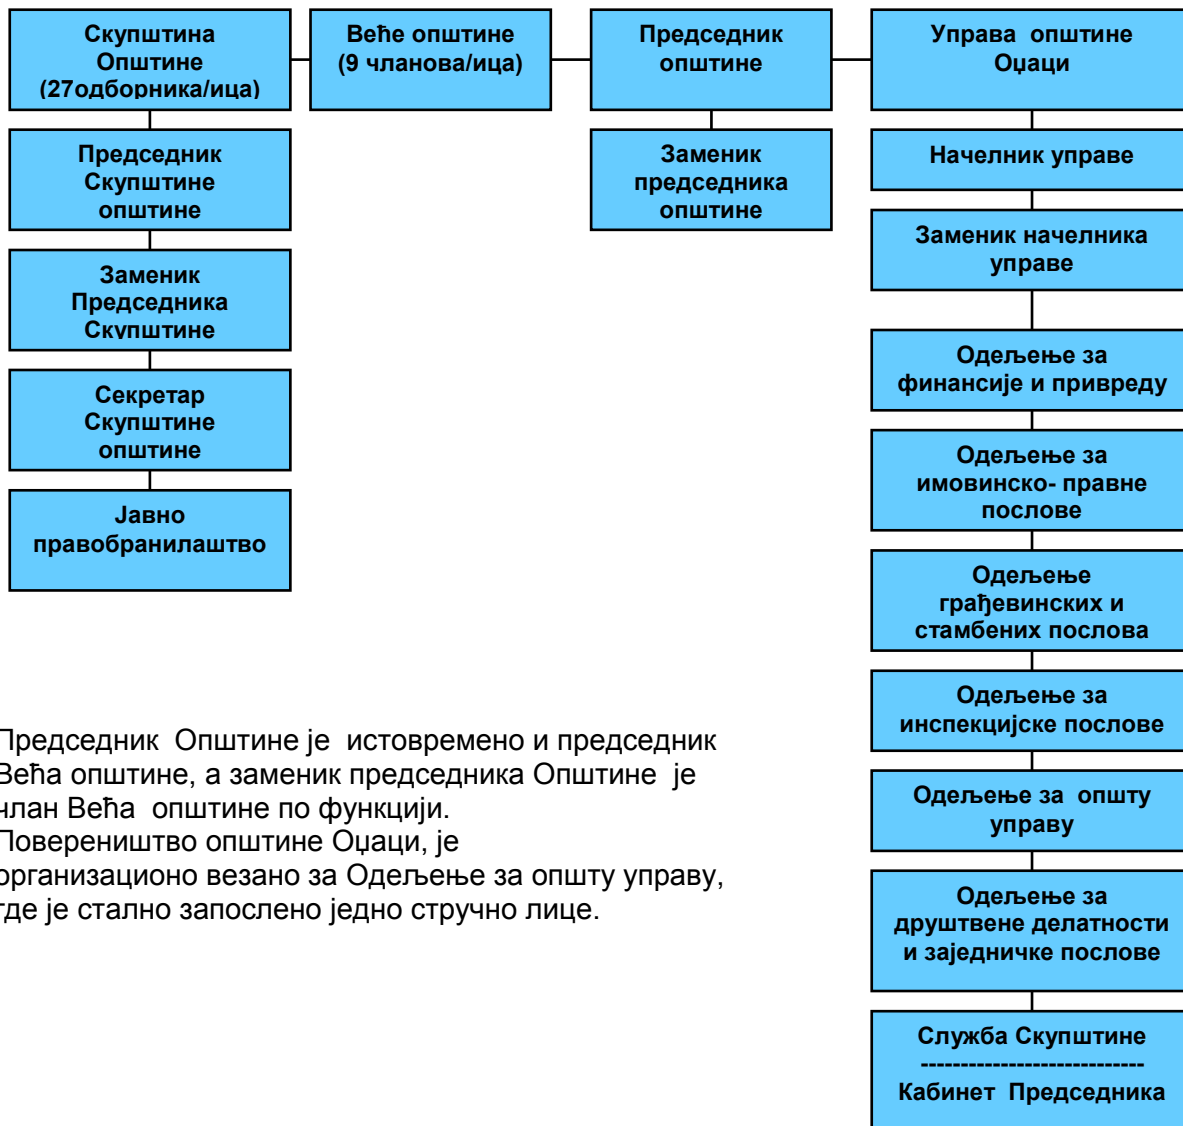 Скупштина
Општине
(27одборника/ица)
Веће општине
(9 чланова/ица)
Председник
општине
Управа општине
Оџаци
Председник
Скупштине
општине
Заменик
председника
општине
Начелник управе
Заменик
Председника
Скупштине
Заменик начелника
управе
Секретар
Скупштине
општине
Одељење за
финансије и привреду
Јавно
правобранилаштво
Одељење за
имовинско- правне
послове
Одељење
грађевинских и
стамбених послова
Одељење за
инспекцијске послове
Одељење за општу
управу
Одељење за
друштвене делатности
и заједничке послове
Служба Скупштине
----------------------------
Кабинет Председника
Председник Општине је истовремено и председник
Већа општине, а заменик председника Општине је
члан Већа општине по функцији.
Повереништво општине Оџаци, је
организационо везано за Одељење за општу управу,
где је стално запослено једно стручно лице.